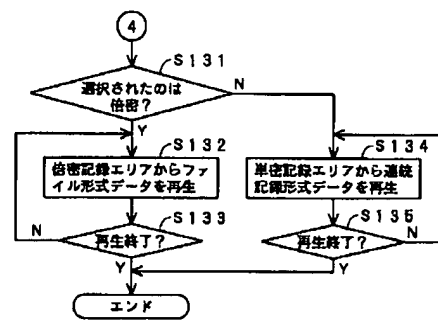 4
S131
選択されたのは
倍密?
N
Y
S132
倍密記録エリアからファ
イル形式データを再生
S134
単密記録エリアから連続
記録形式データを再生
S133
再生終了?
N
Y
S135
再生終了?
N
Y
エンド